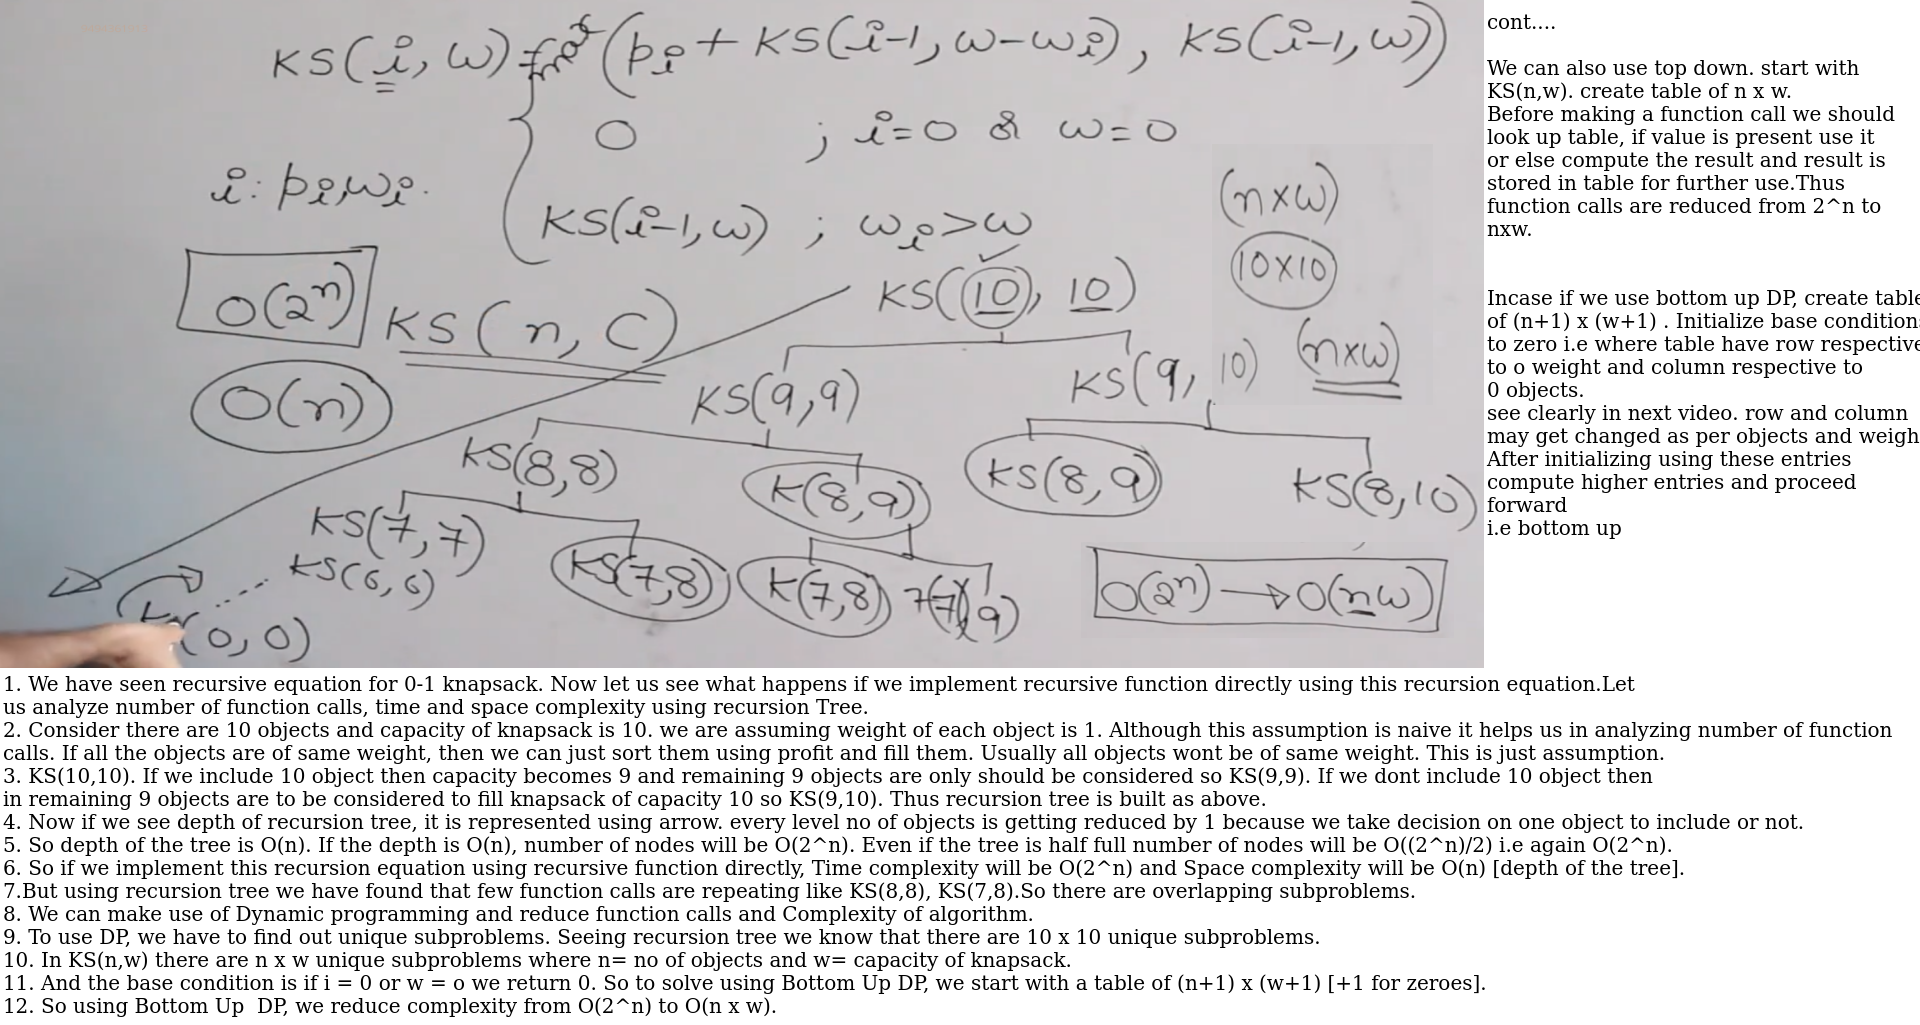 KS(i, w) = max(pi + KS(i-1, w-wi), KS(i-1, w))
0 ; i=0 & w=0
i: pi, wi.
KS(i-1, w) ; wi>w
(n×w)
10×10
O(2^n)
KS(n, C)
KS(10, 10)
(n×w)
O(n)
KS(9,9)
KS(9, 10)
KS(8,8)
K(8,9)
KS(8,9)
KS(8,10)
KS(7,7)
KS(6,6)
KS(7,8)
K(7,8)
O(2^n) → O(nw)
(0,0)
cont....
We can also use top down. start with
KS(n,w). create table of n x w.
Before making a function call we should
look up table, if value is present use it
or else compute the result and result is
stored in table for further use.Thus
function calls are reduced from 2^n to
nxw.
Incase if we use bottom up DP, create table
of (n+1) x (w+1) . Initialize base condition
to zero i.e where table have row respective
to o weight and column respective to
0 objects.
see clearly in next video. row and column
may get changed as per objects and weigh
After initializing using these entries
compute higher entries and proceed
forward
i.e bottom up
1. We have seen recursive equation for 0-1 knapsack. Now let us see what happens if we implement recursive function directly using this recursion equation.Let
us analyze number of function calls, time and space complexity using recursion Tree.
2. Consider there are 10 objects and capacity of knapsack is 10. we are assuming weight of each object is 1. Although this assumption is naive it helps us in analyzing number of function
calls. If all the objects are of same weight, then we can just sort them using profit and fill them. Usually all objects wont be of same weight. This is just assumption.
3. KS(10,10). If we include 10 object then capacity becomes 9 and remaining 9 objects are only should be considered so KS(9,9). If we dont include 10 object then
in remaining 9 objects are to be considered to fill knapsack of capacity 10 so KS(9,10). Thus recursion tree is built as above.
4. Now if we see depth of recursion tree, it is represented using arrow. every level no of objects is getting reduced by 1 because we take decision on one object to include or not.
5. So depth of the tree is O(n). If the depth is O(n), number of nodes will be O(2^n). Even if the tree is half full number of nodes will be O((2^n)/2) i.e again O(2^n).
6. So if we implement this recursion equation using recursive function directly, Time complexity will be O(2^n) and Space complexity will be O(n) [depth of the tree].
7.But using recursion tree we have found that few function calls are repeating like KS(8,8), KS(7,8).So there are overlapping subproblems.
8. We can make use of Dynamic programming and reduce function calls and Complexity of algorithm.
9. To use DP, we have to find out unique subproblems. Seeing recursion tree we know that there are 10 x 10 unique subproblems.
10. In KS(n,w) there are n x w unique subproblems where n= no of objects and w= capacity of knapsack.
11. And the base condition is if i = 0 or w = o we return 0. So to solve using Bottom Up DP, we start with a table of (n+1) x (w+1) [+1 for zeroes].
12. So using Bottom Up  DP, we reduce complexity from O(2^n) to O(n x w).